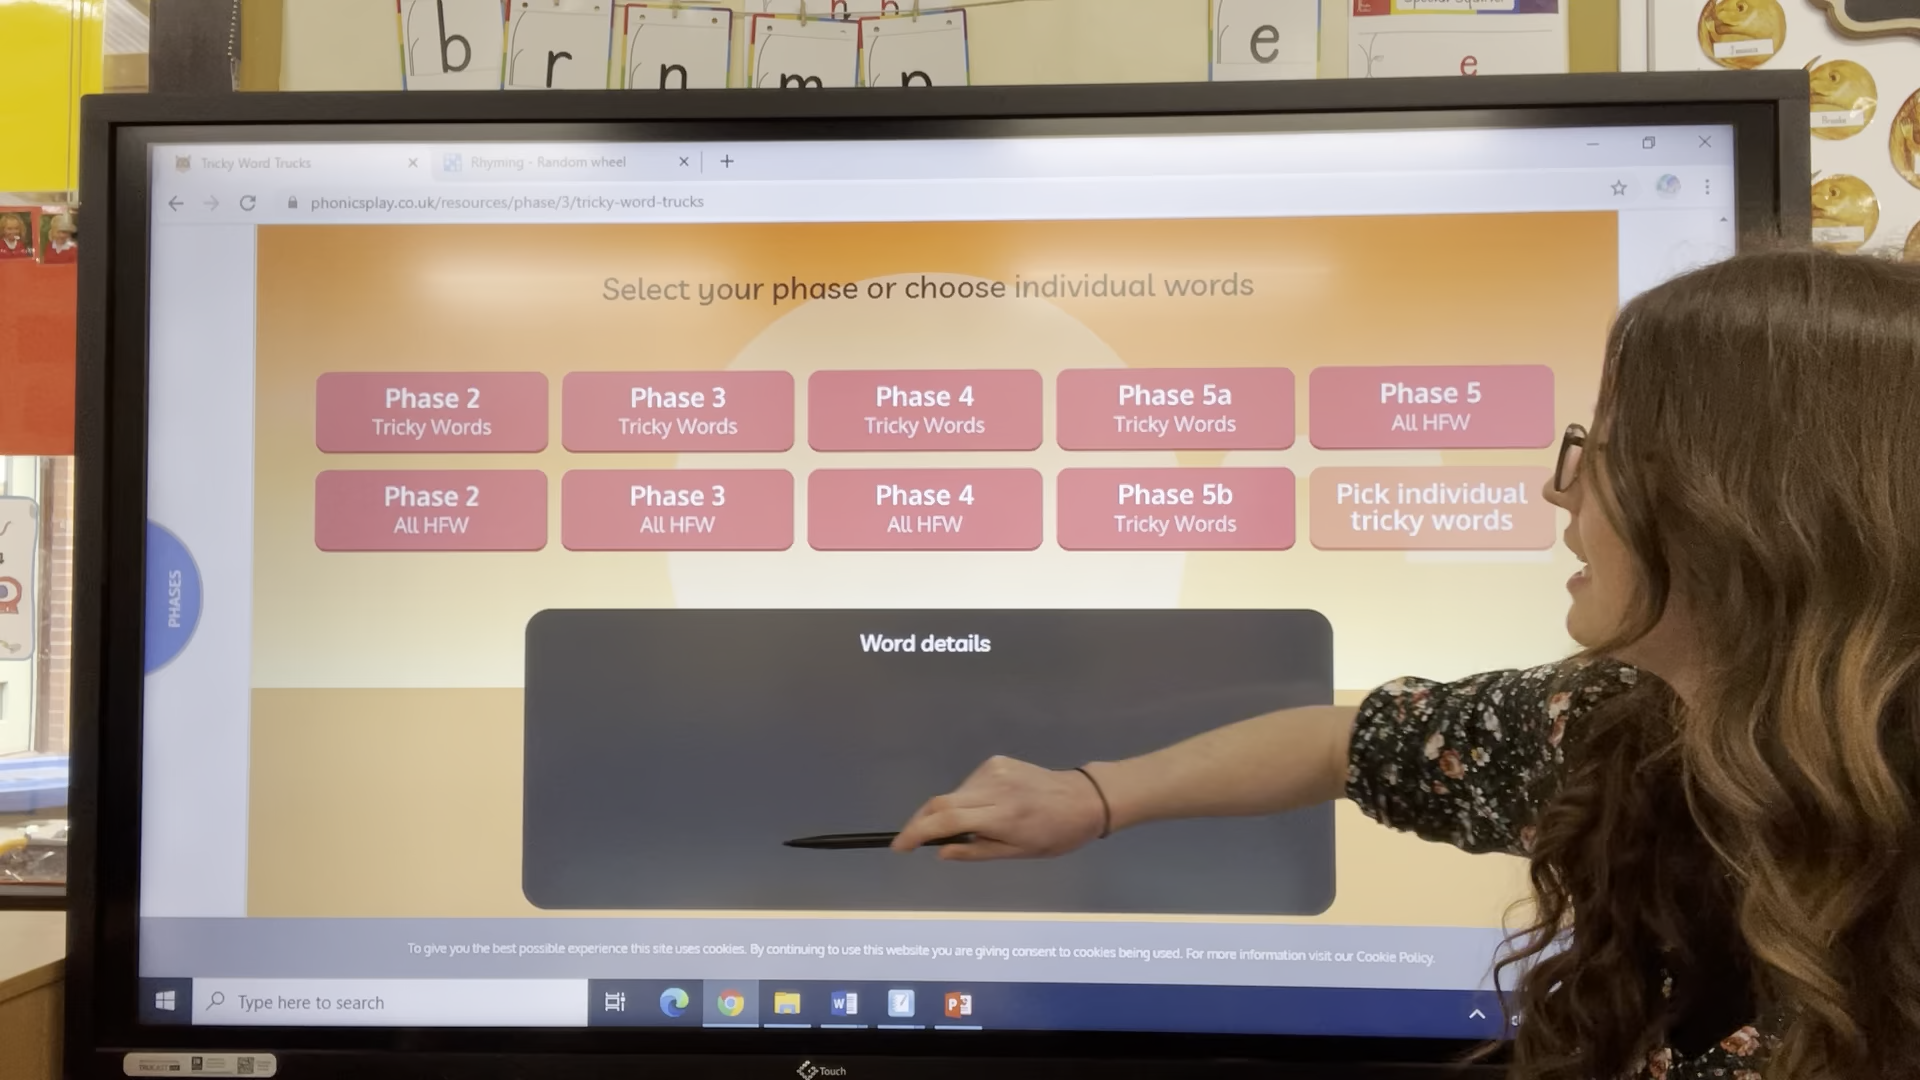 b
r
n
m
p
e
e
Tricky Word Trucks
Rhyming - Random wheel
phonicsplay.co.uk/resources/phase/3/tricky-word-trucks
Select your phase or choose individual words
Phase 2
Tricky Words
Phase 3
Tricky Words
Phase 4
Tricky Words
Phase 5a
Tricky Words
Phase 5
All HFW
Phase 2
All HFW
Phase 3
All HFW
Phase 4
All HFW
Phase 5b
Tricky Words
Pick individual
tricky words
PHASES
Word details
To give you the best possible experience this site uses cookies. By continuing to use this website you are giving consent to cookies being used. For more information visit our Cookie Policy.
Type here to search
Touch